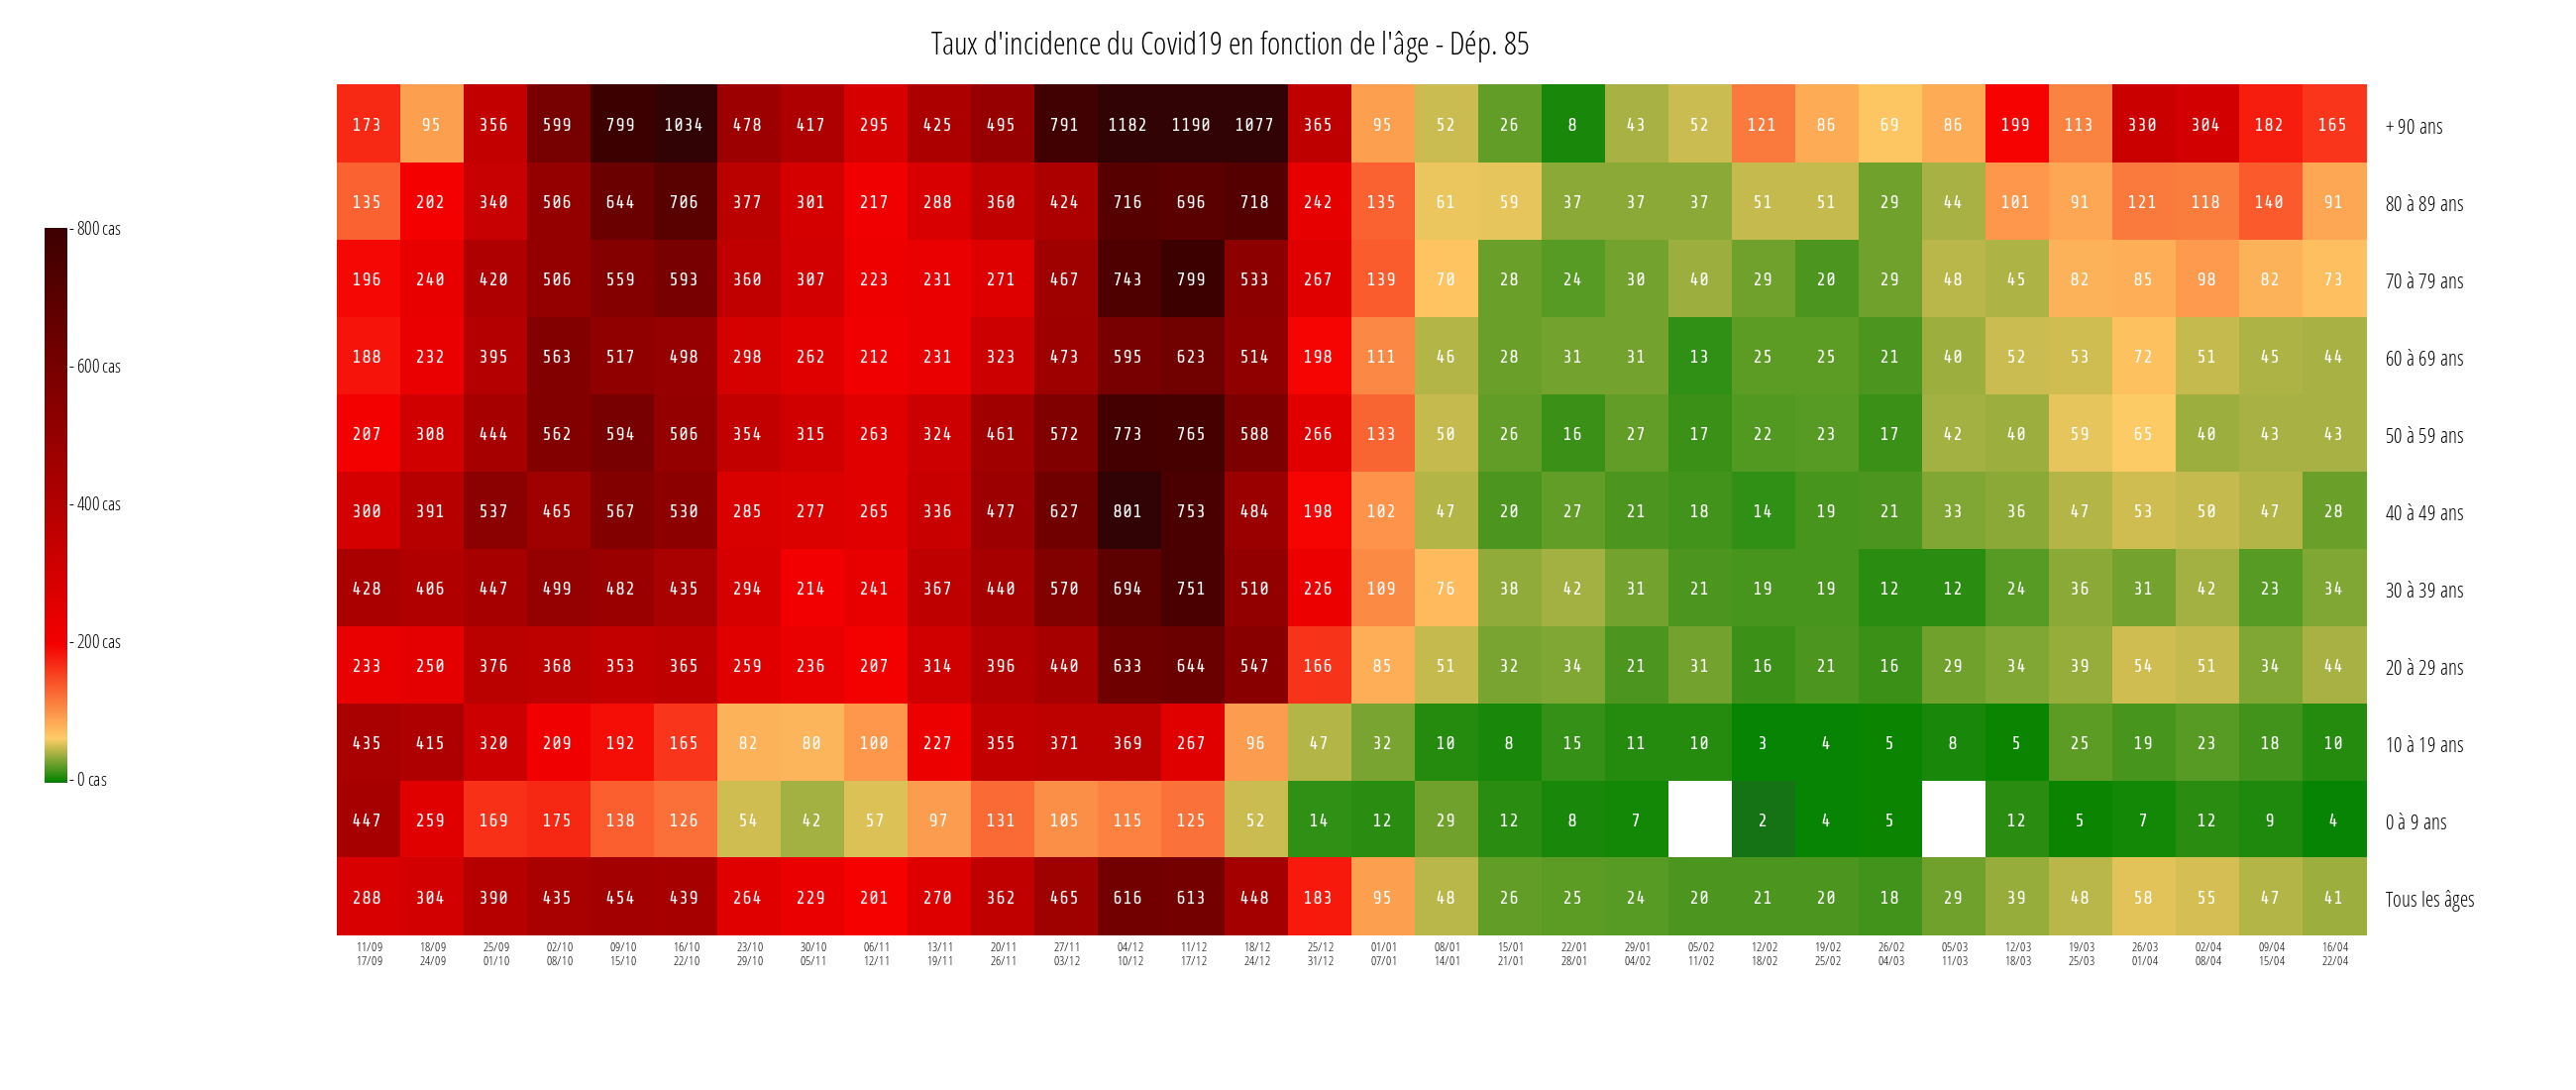 Taux d'incidence du Covid19 en fonction de l'âge - Dép. 85
- 800 cas
- 600 cas
- 400 cas
- 200 cas
- 0 cas
173 95 356 599 799 1034 478 417 295 425 495 791 1182 1190 1077 365 95 52 26 8 43 52 121 86 69 86 199 113 330 304 182 165 + 90 ans
135 202 340 506 644 706 377 301 217 288 360 424 716 696 718 242 135 61 59 37 37 37 51 51 29 44 101 91 121 118 140 91 80 à 89 ans
196 240 420 506 559 593 360 307 223 231 271 467 743 799 533 267 139 70 28 24 30 40 29 20 29 48 45 82 85 98 82 73 70 à 79 ans
188 232 395 563 517 498 298 262 212 231 323 473 595 623 514 198 111 46 28 31 31 13 25 25 21 40 52 53 72 51 45 44 60 à 69 ans
207 308 444 562 594 506 354 315 263 324 461 572 773 765 588 266 133 50 26 16 27 17 22 23 17 42 40 59 65 40 43 43 50 à 59 ans
300 391 537 465 567 530 285 277 265 336 477 627 801 753 484 198 102 47 20 27 21 18 14 19 21 33 36 47 53 50 47 28 40 à 49 ans
428 406 447 499 482 435 294 214 241 367 440 570 694 751 510 226 109 76 38 42 31 21 19 19 12 12 24 36 31 42 23 34 30 à 39 ans
233 250 376 368 353 365 259 236 207 314 396 440 633 644 547 166 85 51 32 34 21 31 16 21 16 29 34 39 54 51 34 44 20 à 29 ans
435 415 320 209 192 165 82 80 100 227 355 371 369 267 96 47 32 10 8 15 11 10 3 4 5 8 5 25 19 23 18 10 10 à 19 ans
447 259 169 175 138 126 54 42 57 97 131 105 115 125 52 14 12 29 12 8 7 2 4 5 12 5 7 12 9 4 0 à 9 ans
288 304 390 435 454 439 264 229 201 270 362 465 616 613 448 183 95 48 26 25 24 20 21 20 18 29 39 48 58 55 47 41 Tous les âges
11/09 18/09 25/09 02/10 09/10 16/10 23/10 30/10 06/11 13/11 20/11 27/11 04/12 11/12 18/12 25/12 01/01 08/01 15/01 22/01 29/01 05/02 12/02 19/02 26/02 05/03 12/03 19/03 26/03 02/04 09/04 16/04
17/09 24/09 01/10 08/10 15/10 22/10 29/10 05/11 12/11 19/11 26/11 03/12 10/12 17/12 24/12 31/12 07/01 14/01 21/01 28/01 04/02 11/02 18/02 25/02 04/03 11/03 18/03 25/03 01/04 08/04 15/04 22/04